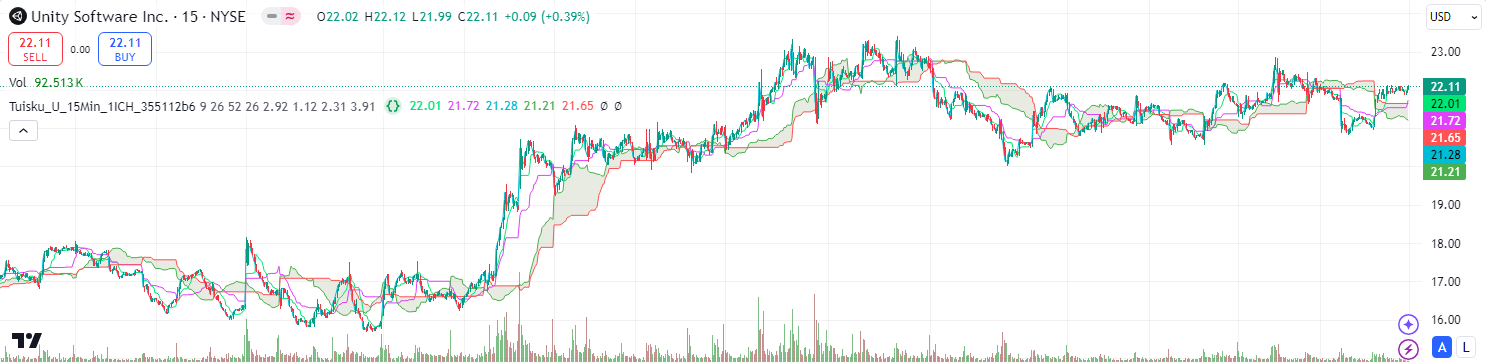 Unity Software Inc. · 15 · NYSE O22.02 H22.12 L21.99 C22.11 +0.09 (+0.39%)
USD
22.11 SELL
0.00
22.11 BUY
Vol 92.513 K
Tuisku_U_15Min_1ICH_355112b6 9 26 52 26 2.92 1.12 2.31 3.91 {} 22.01 21.72 21.28 21.21 21.65 Ø Ø
23.00
22.11
22.01
21.72
21.65
21.28
21.21
19.00
18.00
17.00
16.00
A L